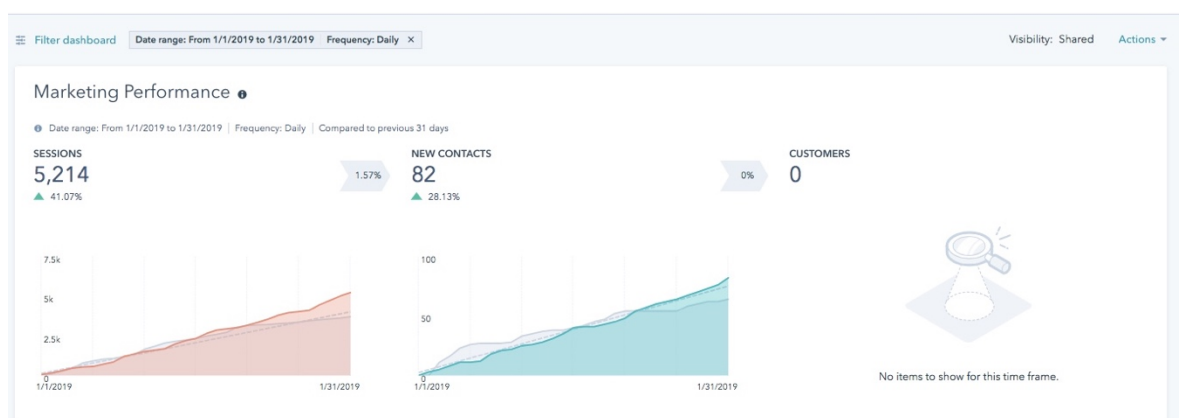 Filter dashboard Date range: From 1/1/2019 to 1/31/2019 Frequency: Daily × Visibility: Shared Actions
Marketing Performance
Date range: From 1/1/2019 to 1/31/2019 | Frequency: Daily | Compared to previous 31 days
SESSIONS
5,214
41.07%
1.57%
NEW CONTACTS
82
28.13%
0%
CUSTOMERS
0
7.5k
5k
2.5k
0
1/1/2019 1/31/2019
100
50
0
1/1/2019 1/31/2019
No items to show for this time frame.